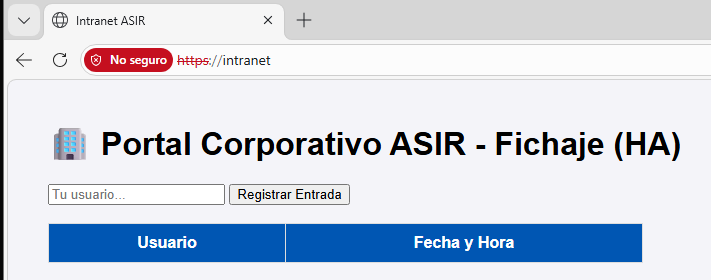 Intranet ASIR
No seguro https://intranet
Portal Corporativo ASIR - Fichaje (HA)
Tu usuario... Registrar Entrada
Usuario Fecha y Hora